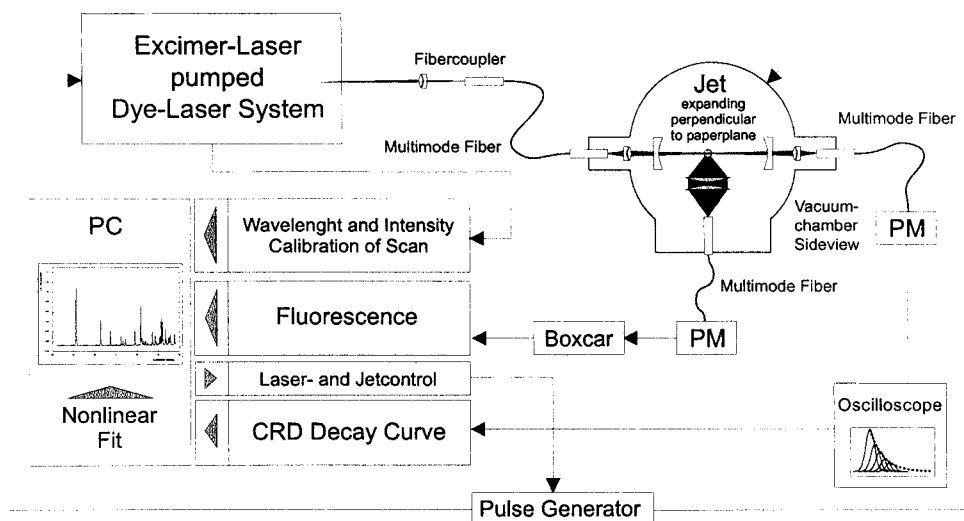 Excimer-Laser
pumped
Dye-Laser System
Fibercoupler
Multimode Fiber
Jet
expanding
perpendicular
to paperplane
Multimode Fiber
Vacuum-
chamber
Sideview
PM
Multimode Fiber
PC
Wavelenght and Intensity
Calibration of Scan
Fluorescence
Boxcar
PM
Laser- and Jetcontrol
Nonlinear
Fit
CRD Decay Curve
Oscilloscope
Pulse Generator